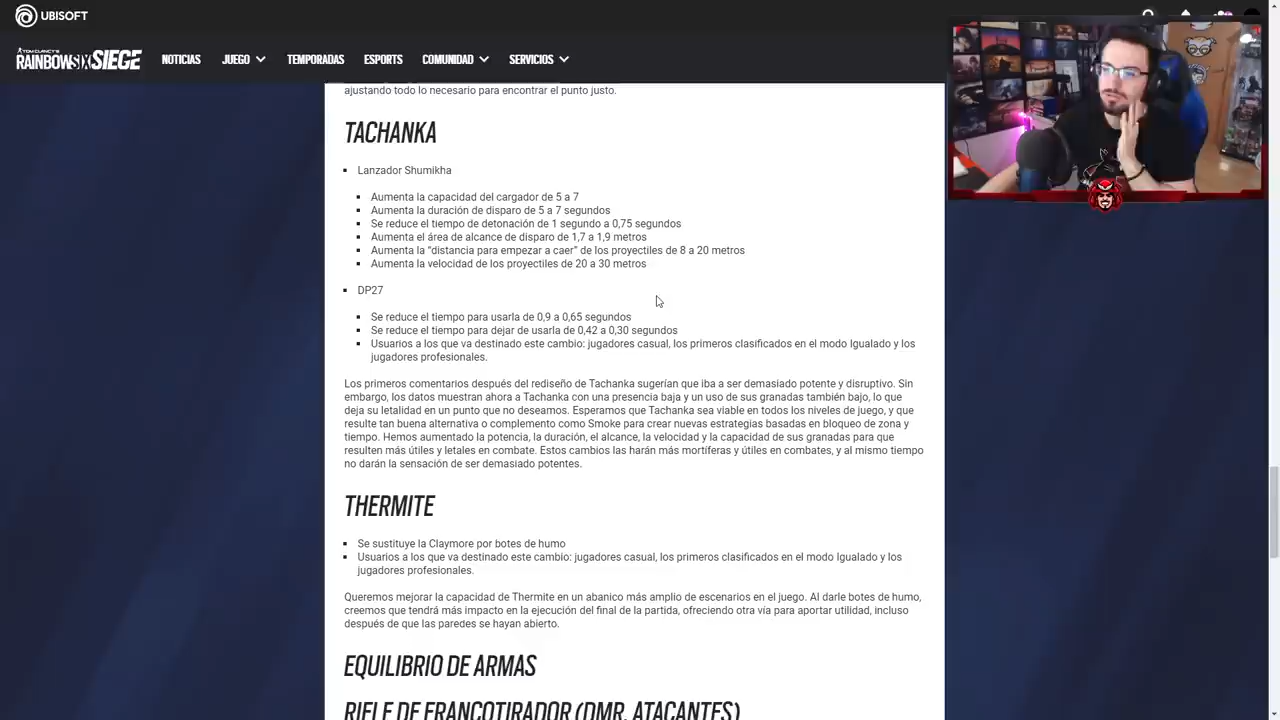 UBISOFT
TOM CLANCY'S
RAINBOWSIX SIEGE
NOTICIAS JUEGO TEMPORADAS ESPORTS COMUNIDAD SERVICIOS
ajustando todo lo necesario para encontrar el punto justo.
TACHANKA
Lanzador Shumikha
Aumenta la capacidad del cargador de 5 a 7
Aumenta la duración de disparo de 5 a 7 segundos
Se reduce el tiempo de detonación de 1 segundo a 0,75 segundos
Aumenta el área de alcance de disparo de 1,7 a 1,9 metros
Aumenta la “distancia para empezar a caer” de los proyectiles de 8 a 20 metros
Aumenta la velocidad de los proyectiles de 20 a 30 metros
DP27
Se reduce el tiempo para usarla de 0,9 a 0,65 segundos
Se reduce el tiempo para dejar de usarla de 0,42 a 0,30 segundos
Usuarios a los que va destinado este cambio: jugadores casual, los primeros clasificados en el modo Igualado y los
jugadores profesionales.
Los primeros comentarios después del rediseño de Tachanka sugerían que iba a ser demasiado potente y disruptivo. Sin
embargo, los datos muestran ahora a Tachanka con una presencia baja y un uso de sus granadas también bajo, lo que
deja su letalidad en un punto que no deseamos. Esperamos que Tachanka sea viable en todos los niveles de juego, y que
resulte tan buena alternativa o complemento como Smoke para crear nuevas estrategias basadas en bloqueo de zona y
tiempo. Hemos aumentado la potencia, la duración, el alcance, la velocidad y la capacidad de sus granadas para que
resulten más útiles y letales en combate. Estos cambios las harán más mortíferas y útiles en combates, y al mismo tiempo
no darán la sensación de ser demasiado potentes.
THERMITE
Se sustituye la Claymore por botes de humo
Usuarios a los que va destinado este cambio: jugadores casual, los primeros clasificados en el modo Igualado y los
jugadores profesionales.
Queremos mejorar la capacidad de Thermite en un abanico más amplio de escenarios en el juego. Al darle botes de humo,
creemos que tendrá más impacto en la ejecución del final de la partida, ofreciendo otra vía para aportar utilidad, incluso
después de que las paredes se hayan abierto.
EQUILIBRIO DE ARMAS
RIFLE DE FRANCOTIRADOR (DMR, ATACANTES)